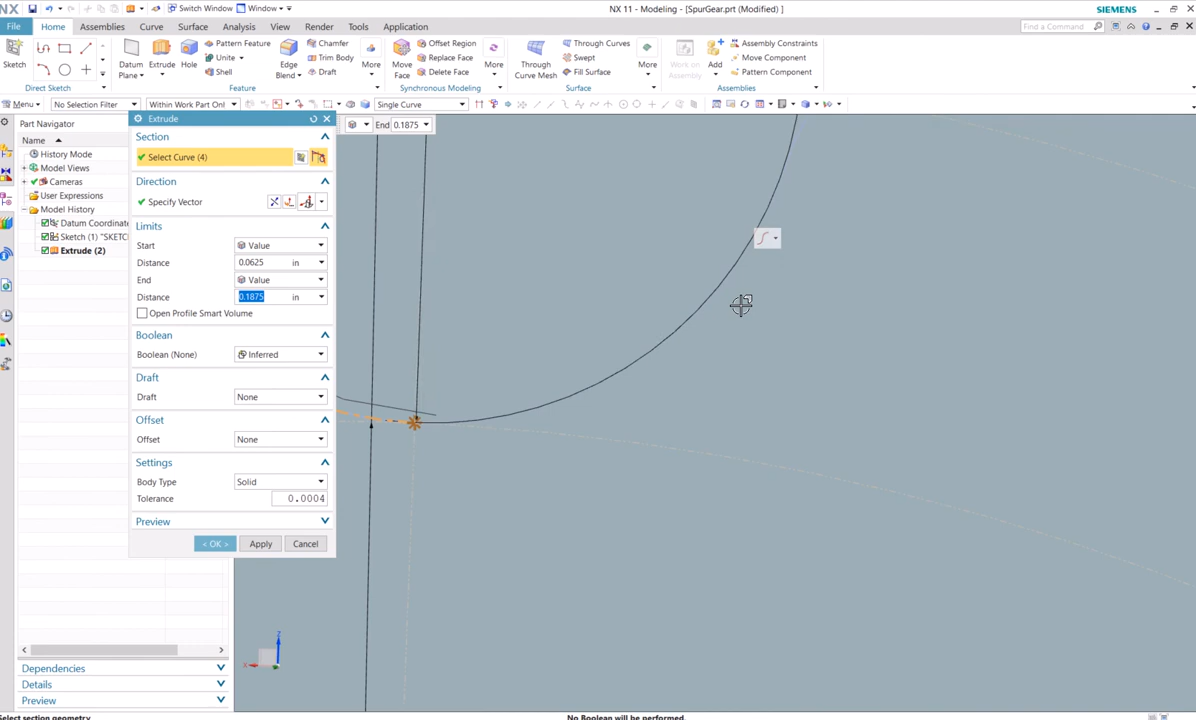 NX
Switch Window
Window
NX 11 - Modeling - [SpurGear.prt (Modified) ]
SIEMENS
File
Home
Assemblies
Curve
Surface
Analysis
View
Render
Tools
Application
Find a Command
Sketch
Direct Sketch
Datum
Plane
Extrude
Hole
Pattern Feature
Unite
Shell
Edge
Blend
Chamfer
Trim Body
Draft
More
Feature
Move
Face
Offset Region
Replace Face
Delete Face
More
Synchronous Modeling
Through
Curve Mesh
Through Curves
Swept
Fill Surface
More
Surface
Work on
Assembly
Add
Assembly Constraints
Move Component
Pattern Component
Assemblies
Menu
No Selection Filter
Within Work Part Onl
Single Curve
Part Navigator
Name
History Mode
Model Views
Cameras
User Expressions
Model History
Datum Coordinate
Sketch (1) "SKETC
Extrude (2)
Dependencies
Details
Preview
Extrude
Section
Select Curve (4)
Direction
Specify Vector
Limits
Start
Value
Distance
0.0625
in
End
Value
Distance
0.1875
in
Open Profile Smart Volume
Boolean
Boolean (None)
Inferred
Draft
Draft
None
Offset
Offset
None
Settings
Body Type
Solid
Tolerance
0.0004
Preview
< OK >
Apply
Cancel
End
0.1875
Z
X
Select section geometry
No Boolean will be performed.